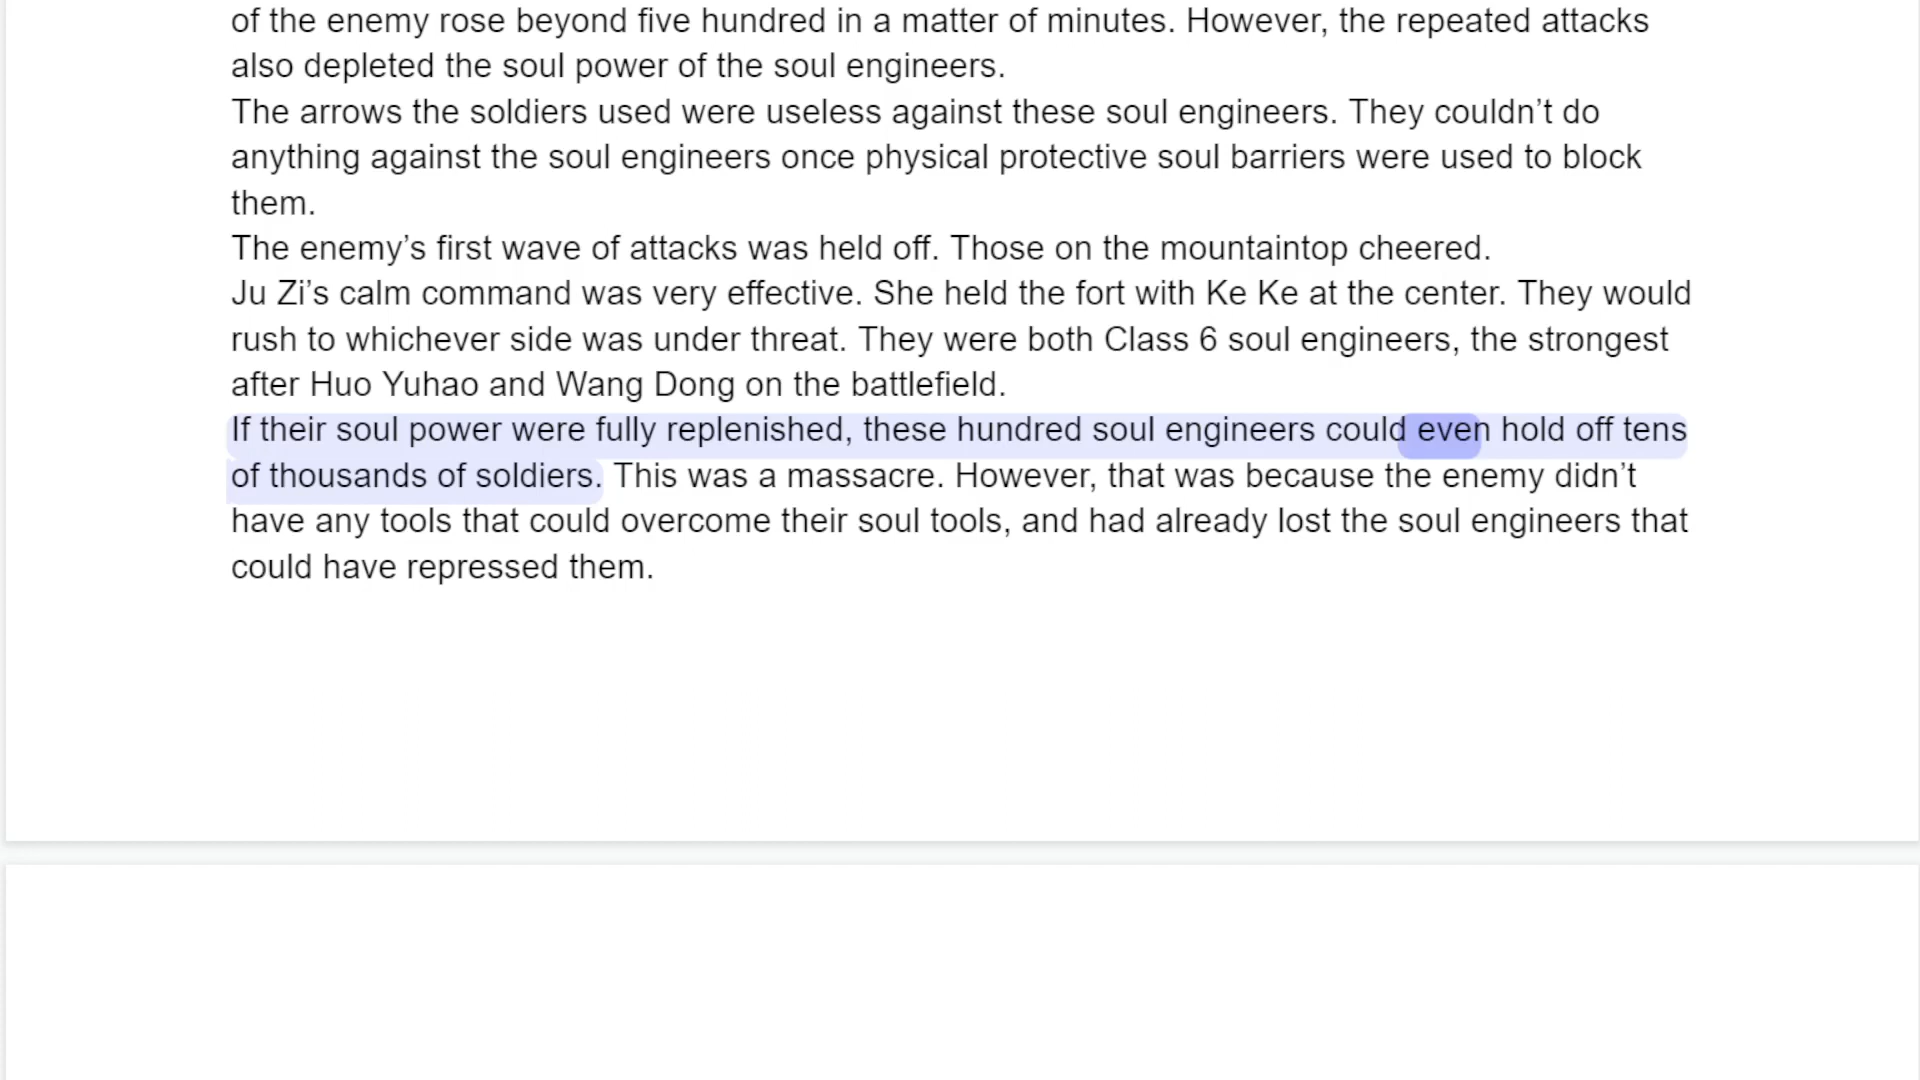 of the enemy rose beyond five hundred in a matter of minutes. However, the repeated attacks
also depleted the soul power of the soul engineers.
The arrows the soldiers used were useless against these soul engineers. They couldn’t do
anything against the soul engineers once physical protective soul barriers were used to block
them.
The enemy’s first wave of attacks was held off. Those on the mountaintop cheered.
Ju Zi’s calm command was very effective. She held the fort with Ke Ke at the center. They would
rush to whichever side was under threat. They were both Class 6 soul engineers, the strongest
after Huo Yuhao and Wang Dong on the battlefield.
If their soul power were fully replenished, these hundred soul engineers could even hold off tens
of thousands of soldiers. This was a massacre. However, that was because the enemy didn’t
have any tools that could overcome their soul tools, and had already lost the soul engineers that
could have repressed them.